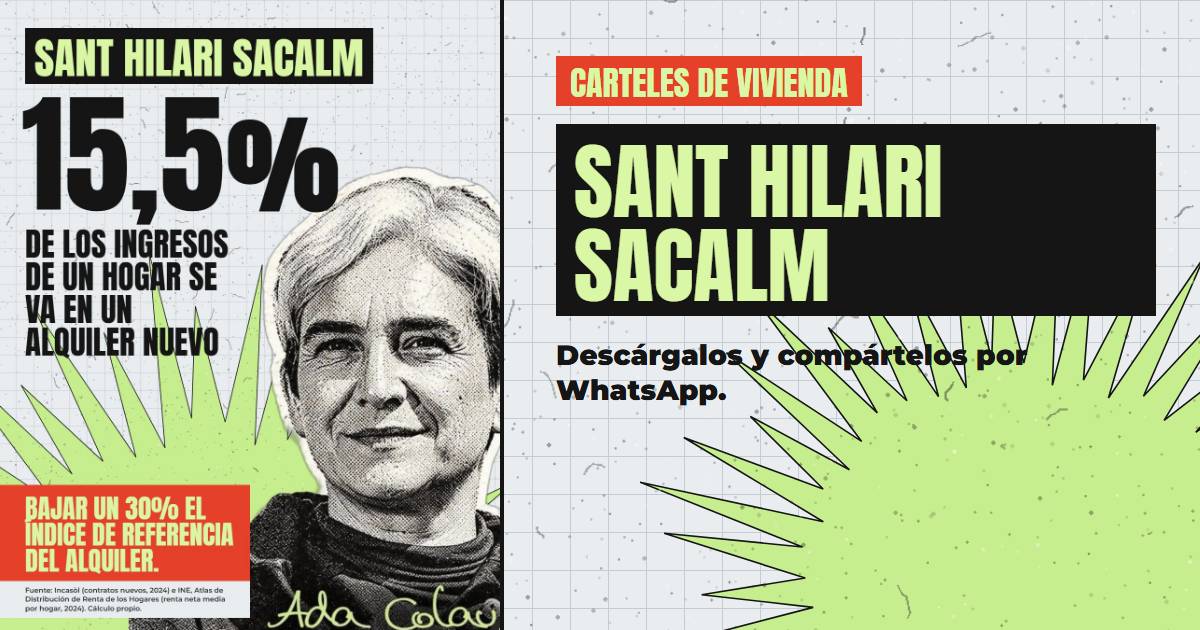 SANT HILARI SACALM
15,5%
DE LOS INGRESOS
DE UN HOGAR SE
VA EN UN
ALQUILER NUEVO
BAJAR UN 30% EL
ÍNDICE DE REFERENCIA
DEL ALQUILER.
Fuente: Incasòl (contratos nuevos, 2024) e INE, Atlas de
Distribución de Renta de los Hogares (renta neta media
por hogar, 2024). Cálculo propio.
Ada Colau
CARTELES DE VIVIENDA
SANT HILARI
SACALM
Descárgalos y compártelos por
WhatsApp.